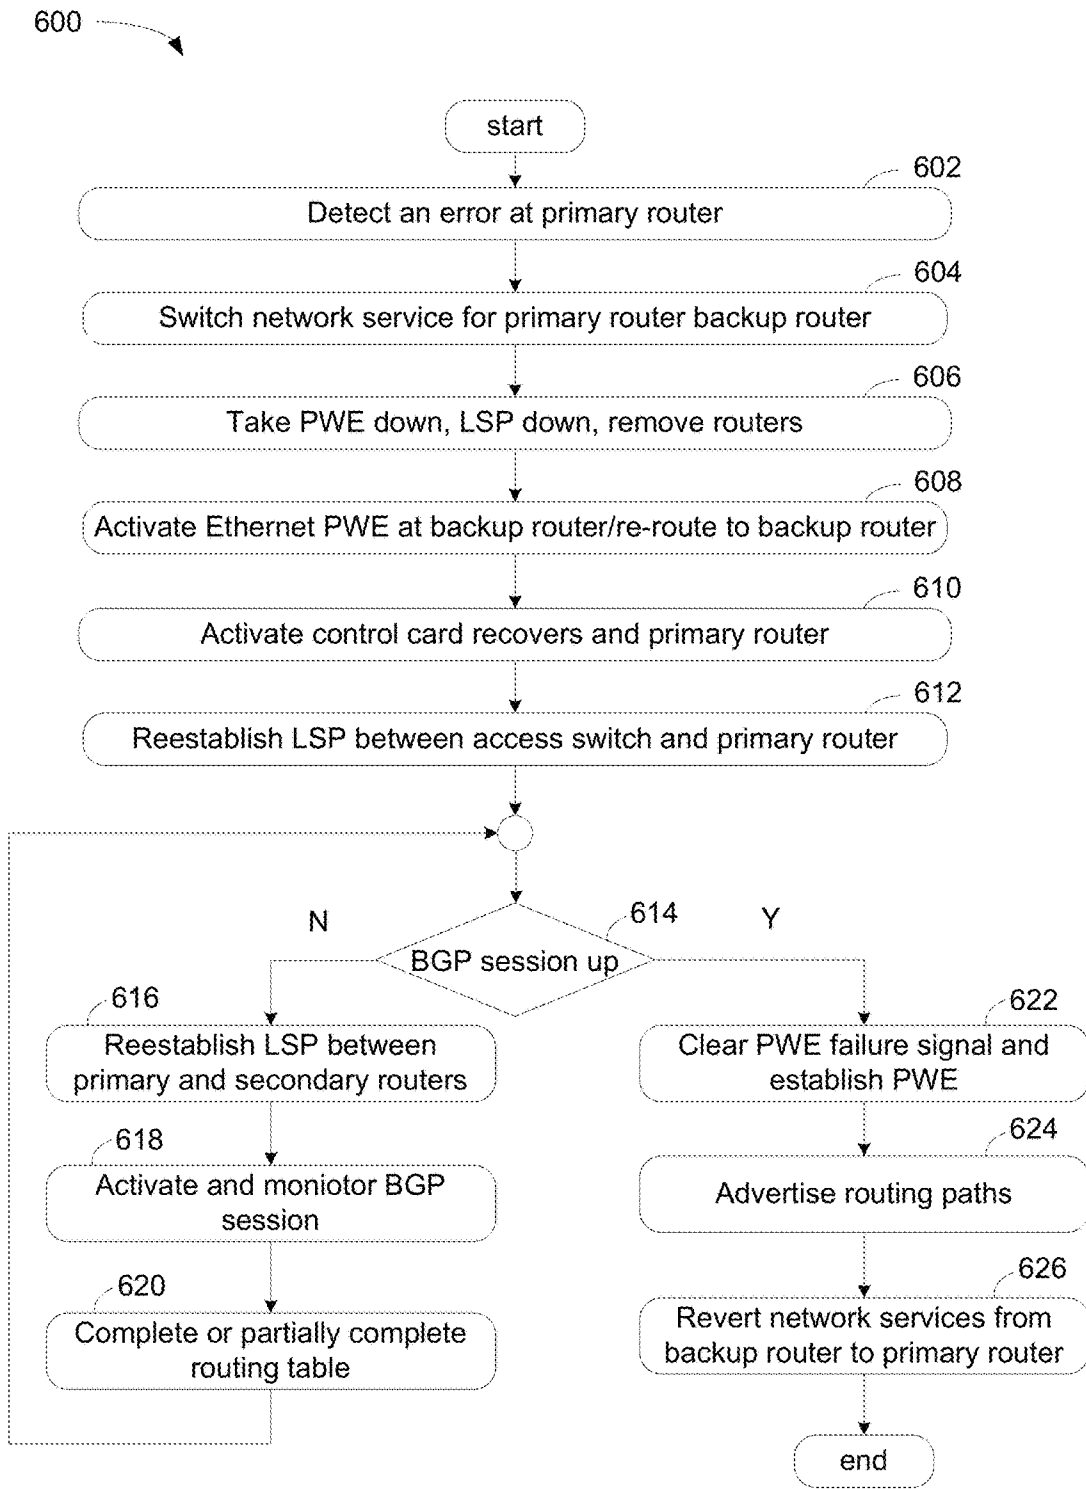 600
start
602
Detect an error at primary router
604
Switch network service for primary router backup router
606
Take PWE down, LSP down, remove routers
608
Activate Ethernet PWE at backup router/re-route to backup router
610
Activate control card recovers and primary router
612
Reestablish LSP between access switch and primary router
N
614
Y
BGP session up
616
Reestablish LSP between
primary and secondary routers
622
Clear PWE failure signal and
establish PWE
618
Activate and moniotor BGP
session
624
Advertise routing paths
620
Complete or partially complete
routing table
626
Revert network services from
backup router to primary router
end